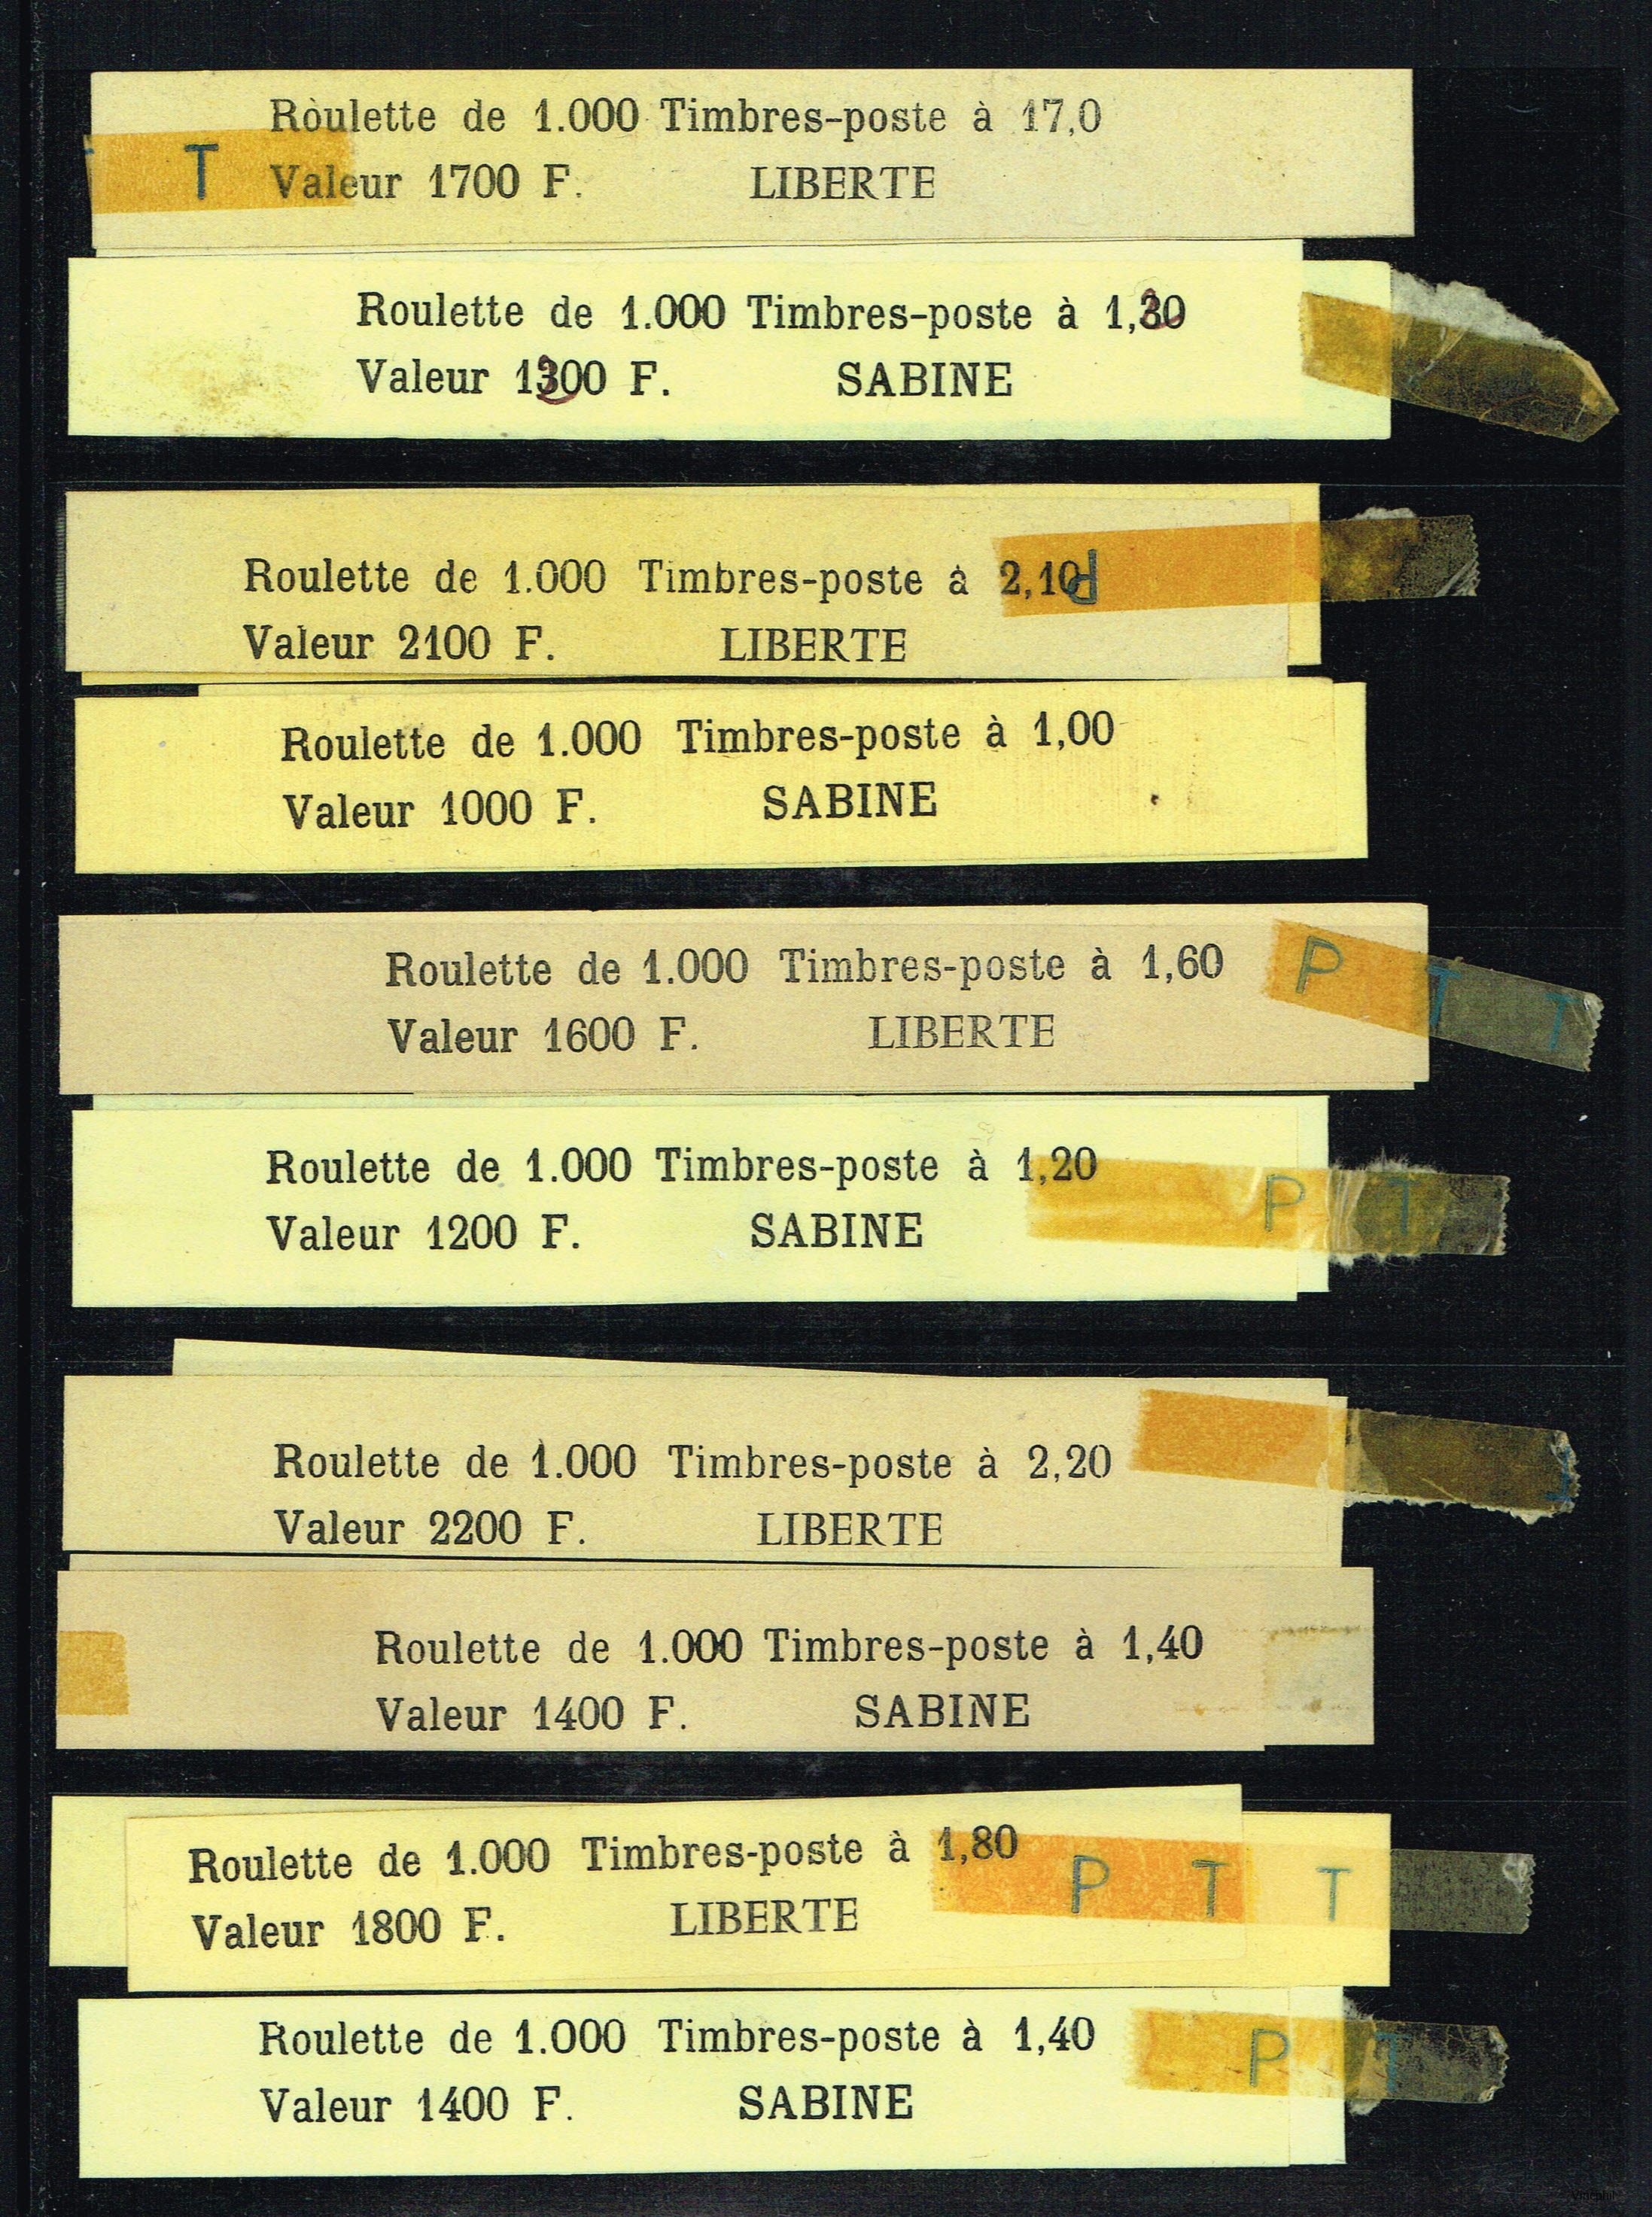 Roulette de 1.000 Timbres-poste à 17,0
T
Valeur 1700 F. LIBERTE
Roulette de 1.000 Timbres-poste à 1,30
Valeur 1300 F. SABINE
Roulette de 1.000 Timbres-poste à 2,10
P
Valeur 2100 F. LIBERTE
Roulette de 1.000 Timbres-poste à 1,00
Valeur 1000 F. SABINE
Roulette de 1.000 Timbres-poste à 1,60
P T T
Valeur 1600 F. LIBERTE
Roulette de 1.000 Timbres-poste à 1,20
P T
Valeur 1200 F. SABINE
Roulette de 1.000 Timbres-poste à 2,20
Valeur 2200 F. LIBERTE
Roulette de 1.000 Timbres-poste à 1,40
Valeur 1400 F. SABINE
Roulette de 1.000 Timbres-poste à 1,80
P T T
Valeur 1800 F. LIBERTE
Roulette de 1.000 Timbres-poste à 1,40
P T
Valeur 1400 F. SABINE